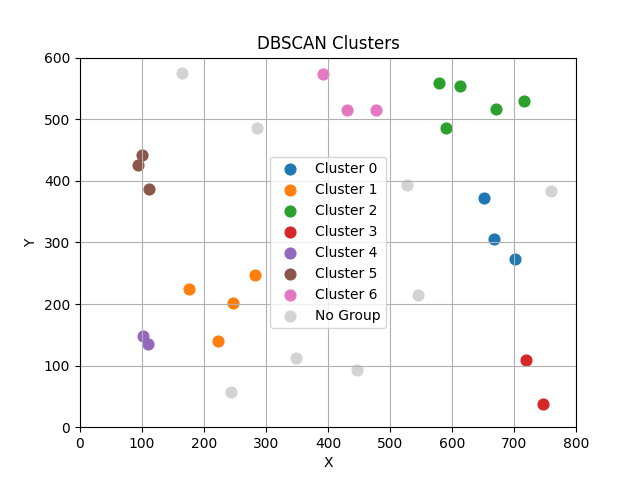 DBSCAN Clusters
600
500
400
300
200
100
0
Y
Cluster 0
Cluster 1
Cluster 2
Cluster 3
Cluster 4
Cluster 5
Cluster 6
No Group
0 100 200 300 400 500 600 700 800
X